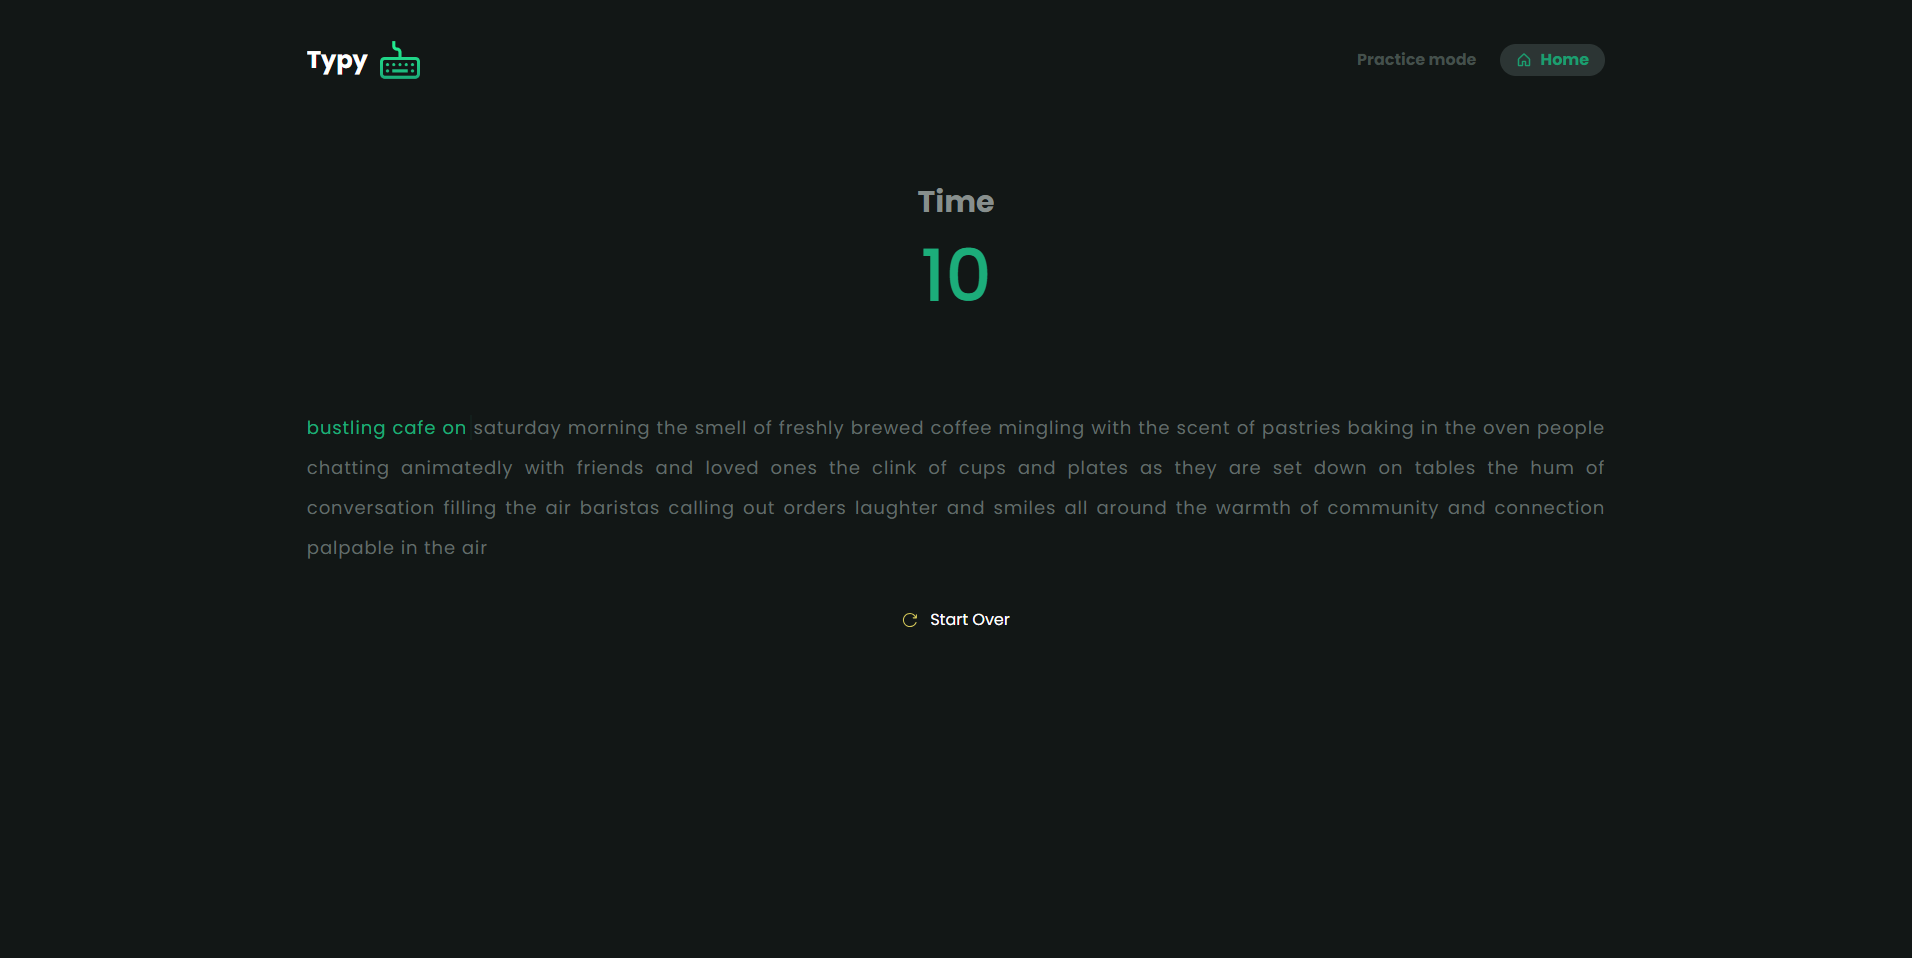 Typy
Practice mode
Home
Time
10
bustling cafe on saturday morning the smell of freshly brewed coffee mingling with the scent of pastries baking in the oven people
chatting animatedly with friends and loved ones the clink of cups and plates as they are set down on tables the hum of
conversation filling the air baristas calling out orders laughter and smiles all around the warmth of community and connection
palpable in the air
Start Over